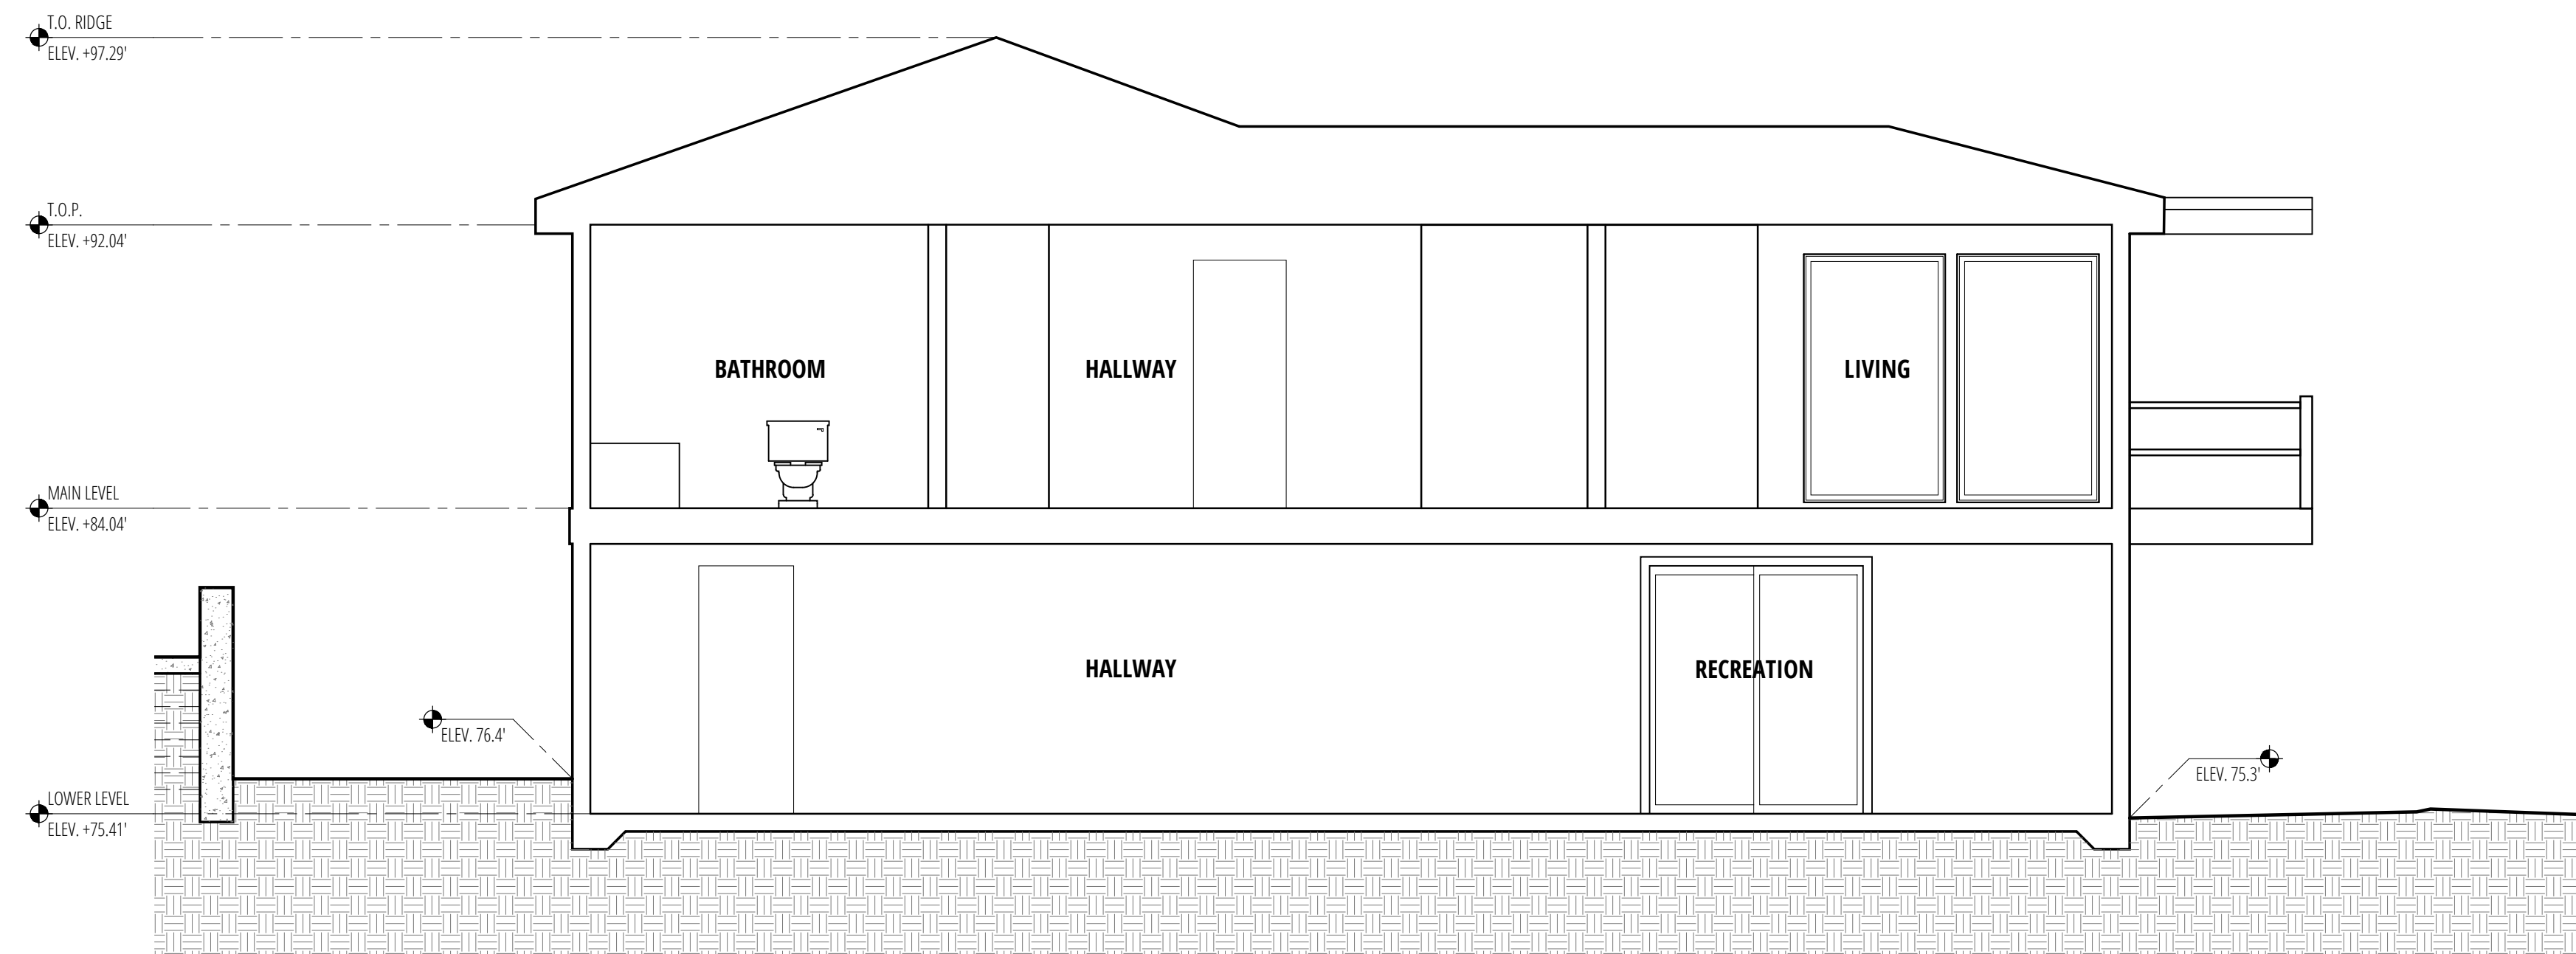 T.O. RIDGE
ELEV. +97.29'
T.O.P.
ELEV. +92.04'
BATHROOM
HALLWAY
LIVING
MAIN LEVEL
ELEV. +84.04'
HALLWAY
RECREATION
ELEV. 76.4'
ELEV. 75.3'
LOWER LEVEL
ELEV. +75.41'